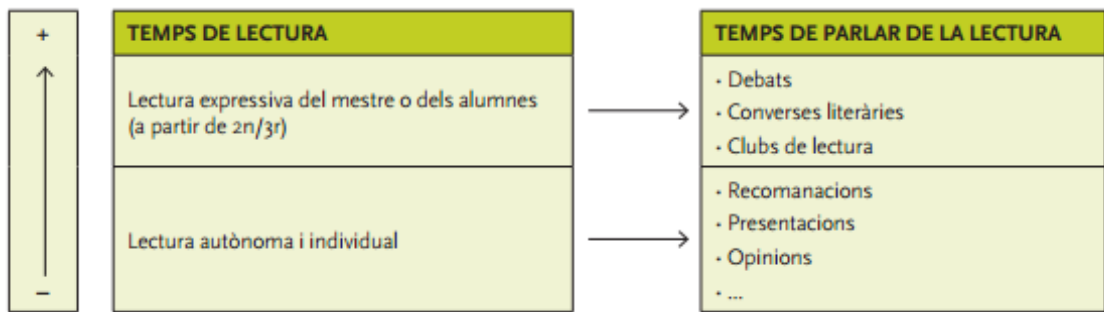 +
–
TEMPS DE LECTURA
Lectura expressiva del mestre o dels alumnes
(a partir de 2n/3r)
Lectura autònoma i individual
TEMPS DE PARLAR DE LA LECTURA
· Debats
· Converses literàries
· Clubs de lectura
· Recomanacions
· Presentacions
· Opinions
· ...